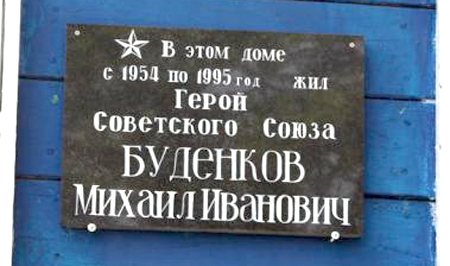 В этом доме
с 1954 по 1995 год жил
Герой
Советского Союза
Буденков
Михаил Иванович